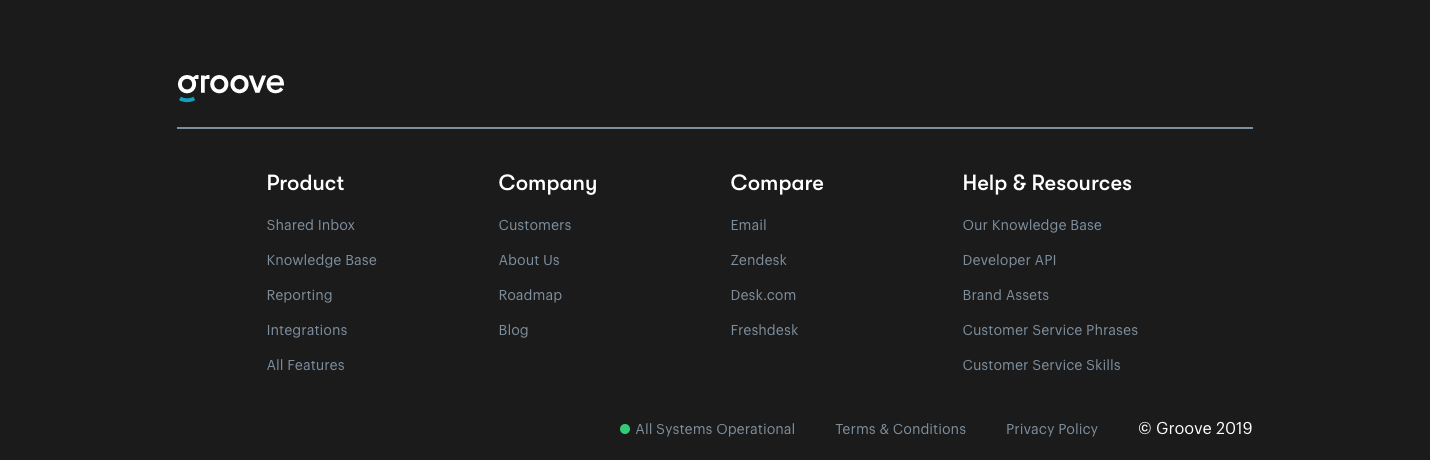 groove
Product
Shared Inbox
Knowledge Base
Reporting
Integrations
All Features
Company
Customers
About Us
Roadmap
Blog
Compare
Email
Zendesk
Desk.com
Freshdesk
Help & Resources
Our Knowledge Base
Developer API
Brand Assets
Customer Service Phrases
Customer Service Skills
All Systems Operational
Terms & Conditions
Privacy Policy
© Groove 2019